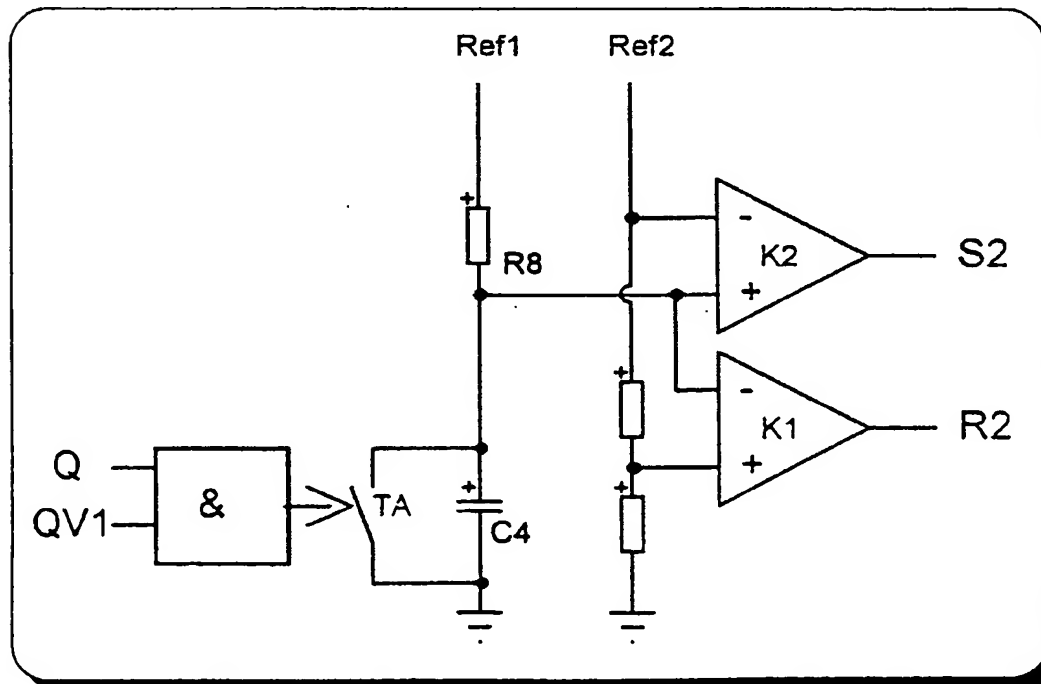 Ref1 Ref2
+
R8
-
K2
+
S2
+
-
K1
+
R2
+
Q
QV1
&
TA
+
C4